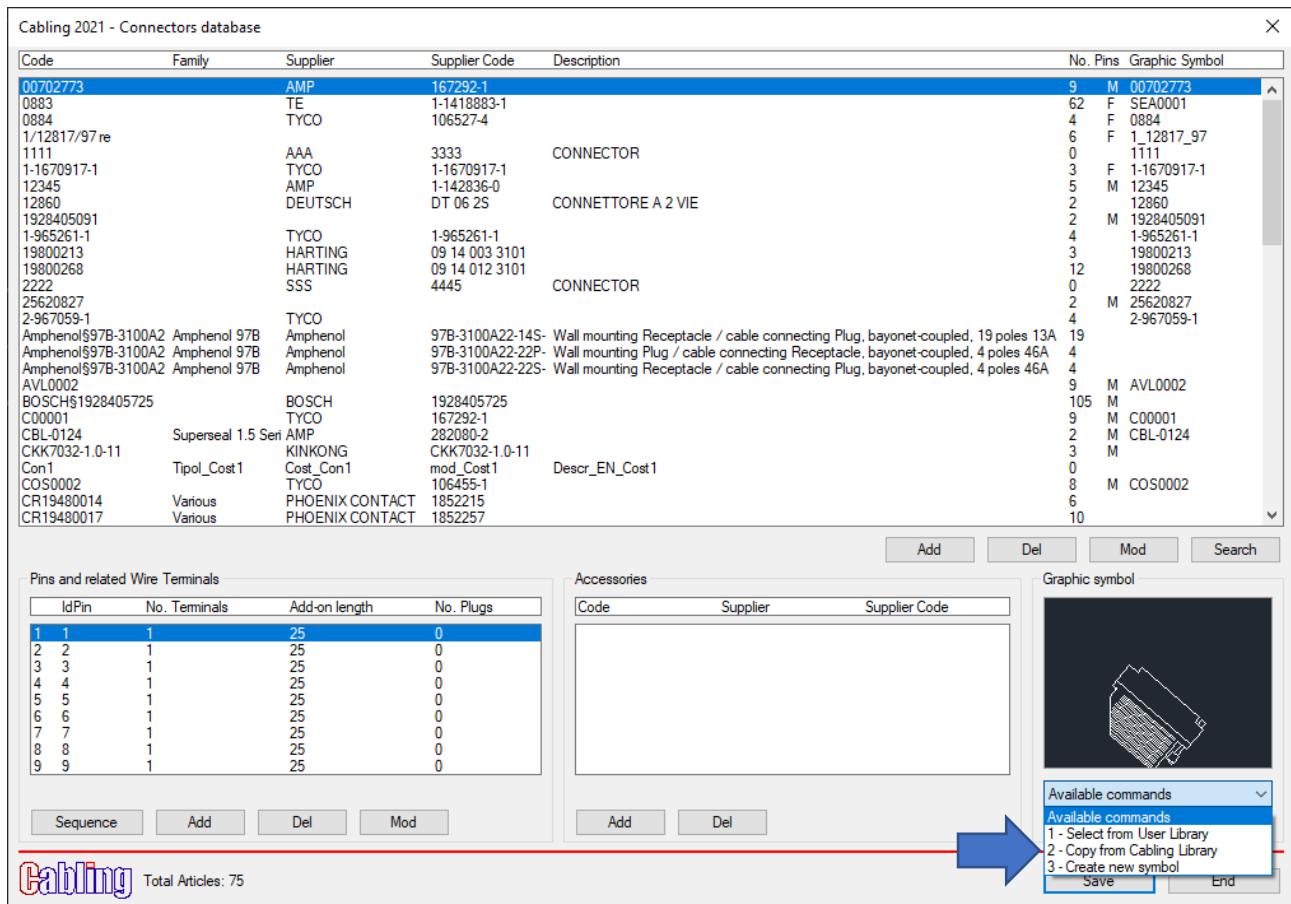 Cabling 2021 - Connectors database
Code Family Supplier Supplier Code Description No. Pins Graphic Symbol
00702773 AMP 167292-1 9 M 00702773
0883 TE 1-1418883-1 62 F SEA0001
0884 TYCO 106527-4 4 F 0884
1/12817/97 re 6 F 1_12817_97
1111 AAA 3333 CONNECTOR 0 1111
1-1670917-1 TYCO 1-1670917-1 3 F 1-1670917-1
12345 AMP 1-142836-0 5 M 12345
12860 DEUTSCH DT 06 2S CONNETTORE A 2 VIE 2 12860
1928405091 2 M 1928405091
1-965261-1 TYCO 1-965261-1 4 1-965261-1
19800213 HARTING 09 14 003 3101 3 19800213
19800268 HARTING 09 14 012 3101 12 19800268
2222 SSS 4445 CONNECTOR 0 2222
25620827 2 M 25620827
2-967059-1 TYCO 4 2-967059-1
Amphenol§97B-3100A2 Amphenol 97B Amphenol 97B-3100A22-14S- Wall mounting Receptacle / cable connecting Plug, bayonet-coupled, 19 poles 13A 19
Amphenol§97B-3100A2 Amphenol 97B Amphenol 97B-3100A22-22P- Wall mounting Plug / cable connecting Receptacle, bayonet-coupled, 4 poles 46A 4
Amphenol§97B-3100A2 Amphenol 97B Amphenol 97B-3100A22-22S- Wall mounting Receptacle / cable connecting Plug, bayonet-coupled, 4 poles 46A 4
AVL0002 9 M AVL0002
BOSCH§1928405725 BOSCH 1928405725 105 M
C00001 TYCO 167292-1 9 M C00001
CBL-0124 Superseal 1.5 Seri AMP 282080-2 2 M CBL-0124
CKK7032-1.0-11 KINKONG CKK7032-1.0-11 3 M
Con1 Tipol_Cost1 Cost_Con1 mod_Cost1 Descr_EN_Cost1 0
COS0002 TYCO 106455-1 8 M COS0002
CR19480014 Various PHOENIX CONTACT 1852215 6
CR19480017 Various PHOENIX CONTACT 1852257 10
Add Del Mod Search
Pins and related Wire Terminals
IdPin No. Terminals Add-on length No. Plugs
1 1 1 25 0
2 2 1 25 0
3 3 1 25 0
4 4 1 25 0
5 5 1 25 0
6 6 1 25 0
7 7 1 25 0
8 8 1 25 0
9 9 1 25 0
Sequence Add Del Mod
Accessories
Code Supplier Supplier Code
Add Del
Graphic symbol
Available commands
Available commands
1 - Select from User Library
2 - Copy from Cabling Library
3 - Create new symbol
Cabling Total Articles: 75
Save End